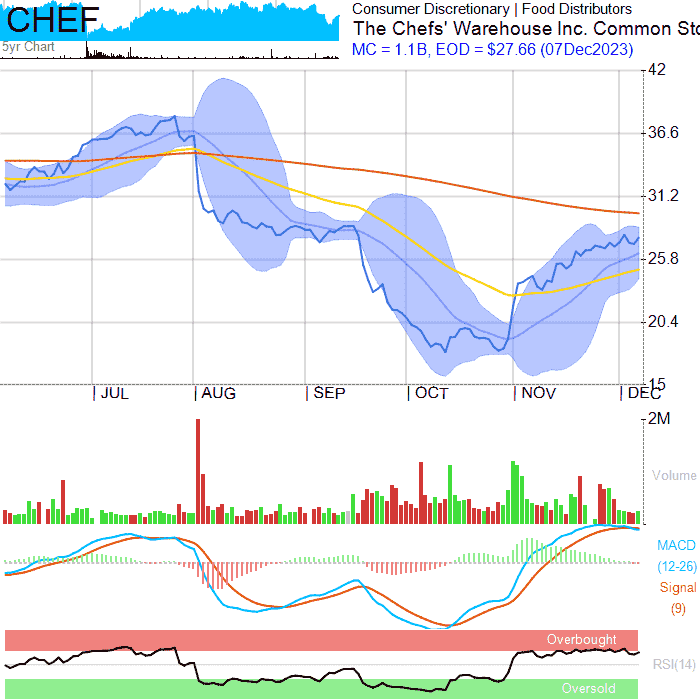 CHEF
5yr Chart
Consumer Discretionary | Food Distributors
The Chefs' Warehouse Inc. Common Sto
MC = 1.1B, EOD = $27.66 (07Dec2023)
42
36.6
31.2
25.8
20.4
15
JUL AUG SEP OCT NOV DEC
2M
Volume
MACD
(12-26)
Signal
(9)
Overbought
RSI(14)
Oversold